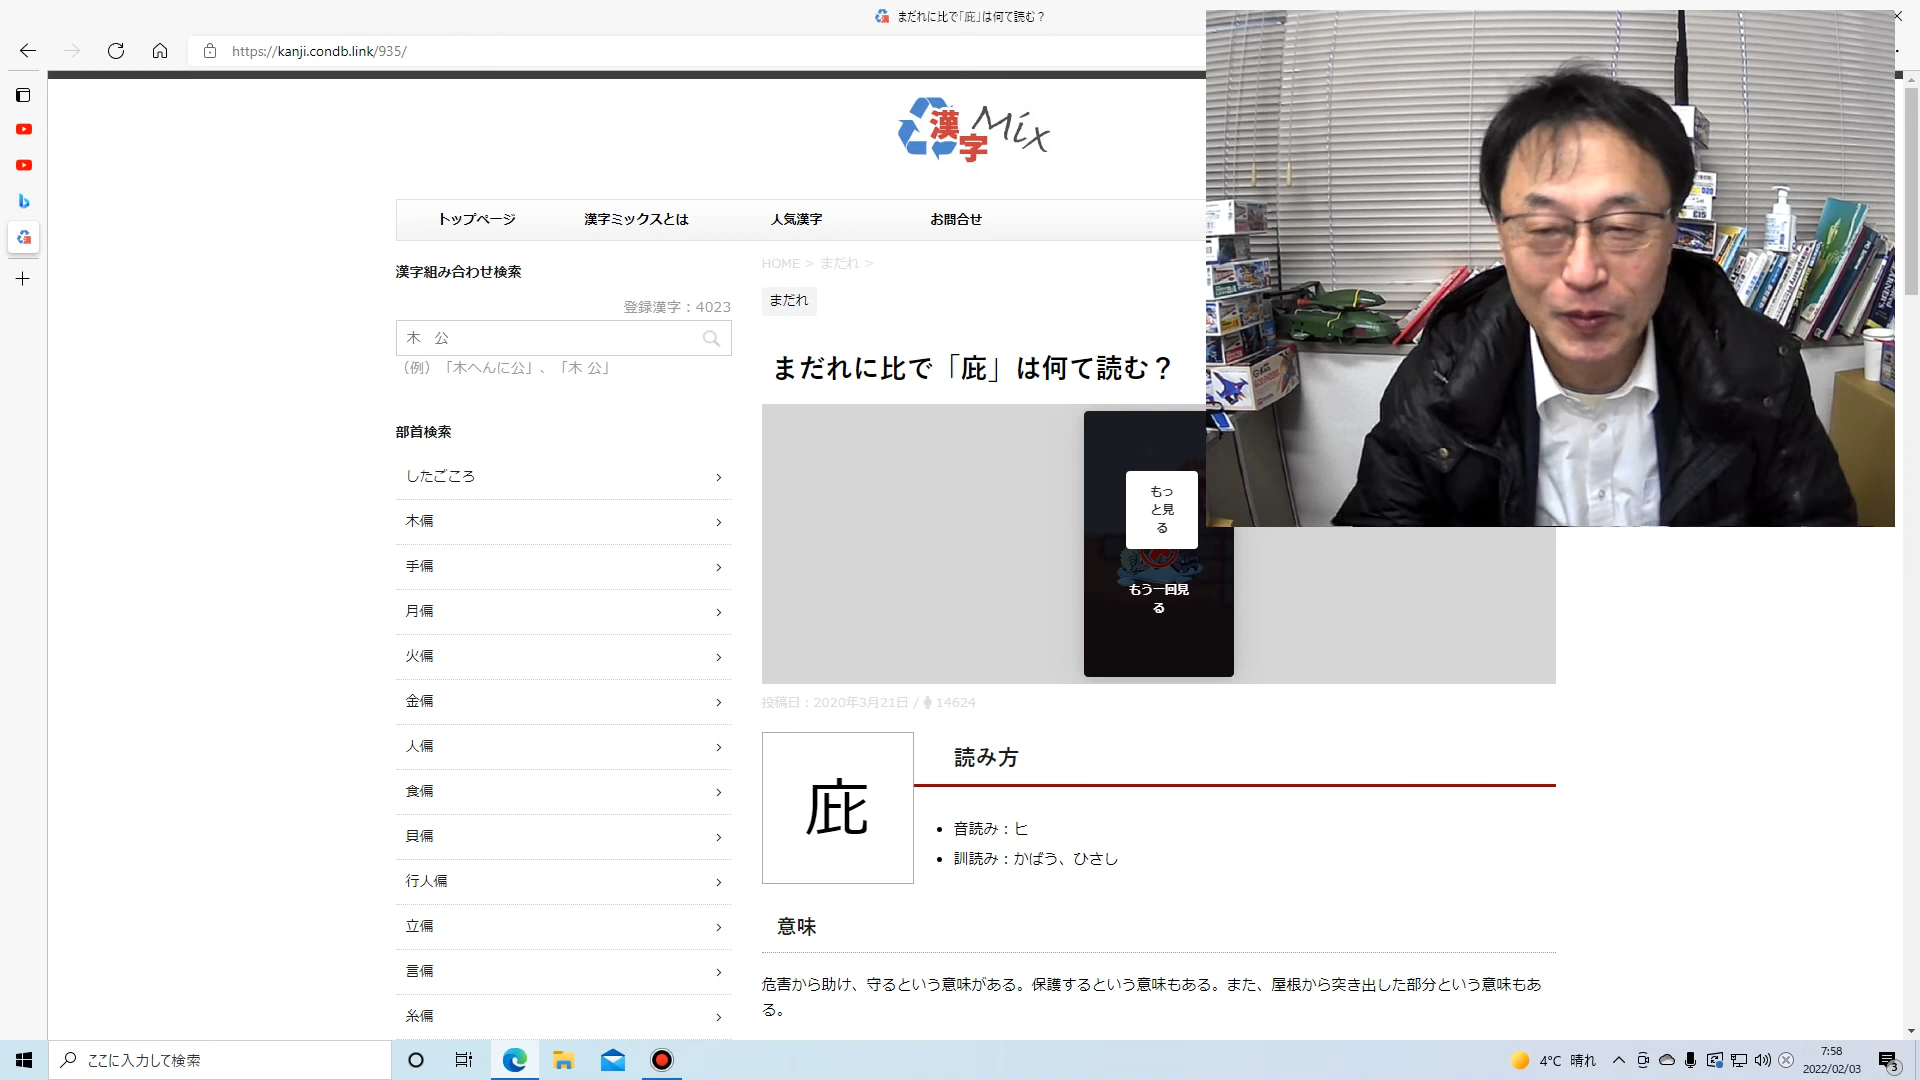 まだれに比で「庇」は何て読む？
https://kanji.condb.link/935/
漢字Mix
トップページ
漢字ミックスとは
人気漢字
お問合せ
漢字組み合わせ検索
登録漢字：4023
木　公
（例）「木へんに公」、「木 公」
部首検索
したごころ
木偏
手偏
月偏
火偏
金偏
人偏
食偏
貝偏
行人偏
立偏
言偏
糸偏
HOME > まだれ >
まだれ
まだれに比で「庇」は何て読む？
もっ
と見
る
もう一回見
る
投稿日：2020年3月21日 / 14624
庇
読み方
音読み：ヒ
訓読み：かばう、ひさし
意味
危害から助け、守るという意味がある。保護するという意味もある。また、屋根から突き出した部分という意味もあ
る。
ここに入力して検索
4°C 晴れ
7:58
2022/02/03
3